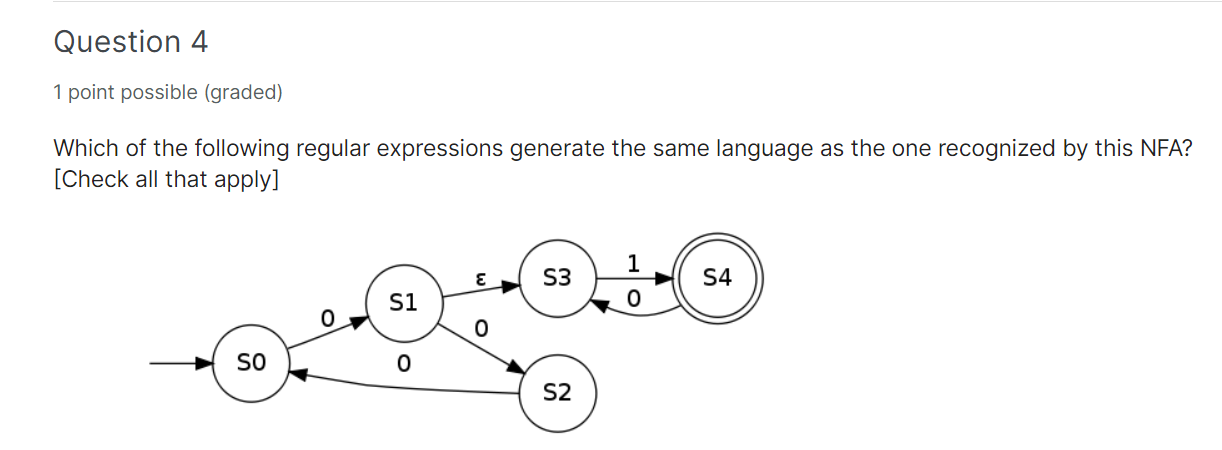 Question 4
1 point possible (graded)
Which of the following regular expressions generate the same language as the one recognized by this NFA?
[Check all that apply]
1
ε
S3
S4
0
S1
0
0
S0
0
S2